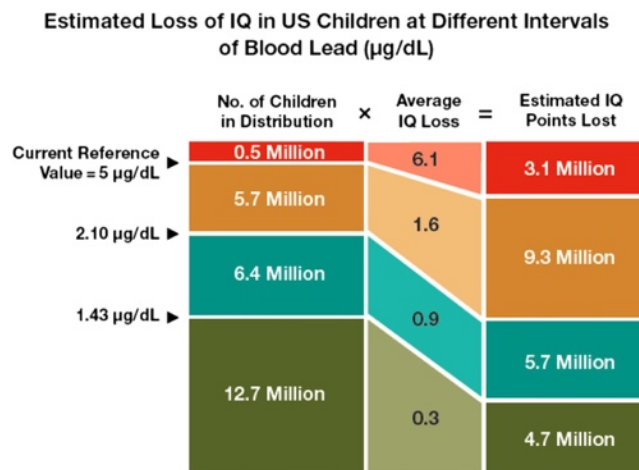 Estimated Loss of IQ in US Children at Different Intervals
of Blood Lead (µg/dL)
No. of Children
in Distribution
×
Average
IQ Loss
=
Estimated IQ
Points Lost
Current Reference
Value = 5 µg/dL
0.5 Million
6.1
3.1 Million
5.7 Million
1.6
9.3 Million
2.10 µg/dL
6.4 Million
0.9
5.7 Million
1.43 µg/dL
12.7 Million
0.3
4.7 Million